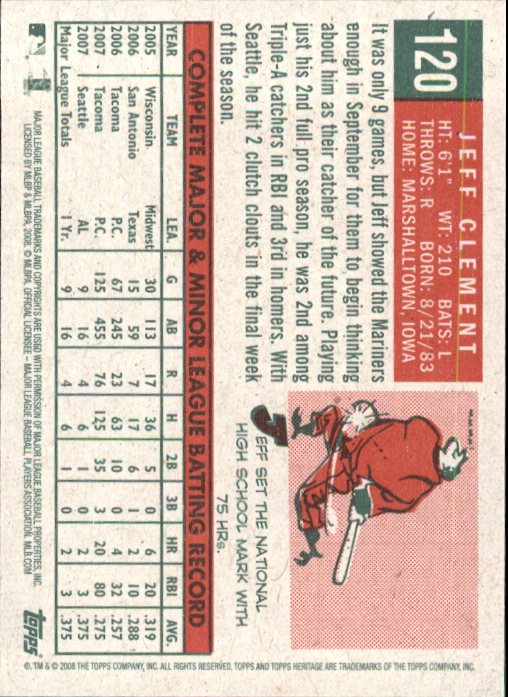 120
JEFF CLEMENT
HT: 6'1" WT: 210 BATS: L
THROWS: R BORN: 8/21/83
HOME: MARSHALLTOWN, IOWA
It was only 9 games, but Jeff showed the Mariners
enough in September for them to begin thinking
about him as their catcher of the future. Playing
just his 2nd full pro season, he was 2nd among
Triple-A catchers in RBI and 3rd in homers. With
Seattle, he hit 2 clutch clouts in the final week
of the season.
JEFF SET THE NATIONAL
HIGH SCHOOL MARK WITH
75 HRs.
COMPLETE MAJOR & MINOR LEAGUE BATTING RECORD
YEAR TEAM LEA. G AB R H 2B 3B HR RBI AVG.
2005 Wisconsin Midwest 30 113 17 36 5 0 6 20 .319
2006 San Antonio Texas 15 59 7 17 6 1 2 10 .288
2006 Tacoma P.C. 67 245 23 63 10 0 4 32 .257
2007 Tacoma P.C. 125 455 76 125 35 3 20 80 .275
2007 Seattle AL 9 16 4 6 1 0 2 3 .375
Major League Totals 1 Yr. 9 16 4 6 1 0 2 3 .375
MAJOR LEAGUE BASEBALL TRADEMARKS AND COPYRIGHTS ARE USED WITH PERMISSION OF MAJOR LEAGUE BASEBALL PROPERTIES, INC.
LICENSED BY MLBP & MLBPA, 2008. © MLBPA. OFFICIAL LICENSEE – MAJOR LEAGUE BASEBALL PLAYERS ASSOCIATION. MLB.COM
topps
®, TM & © 2008 THE TOPPS COMPANY, INC. ALL RIGHTS RESERVED. TOPPS AND TOPPS HERITAGE ARE TRADEMARKS OF THE TOPPS COMPANY, INC.